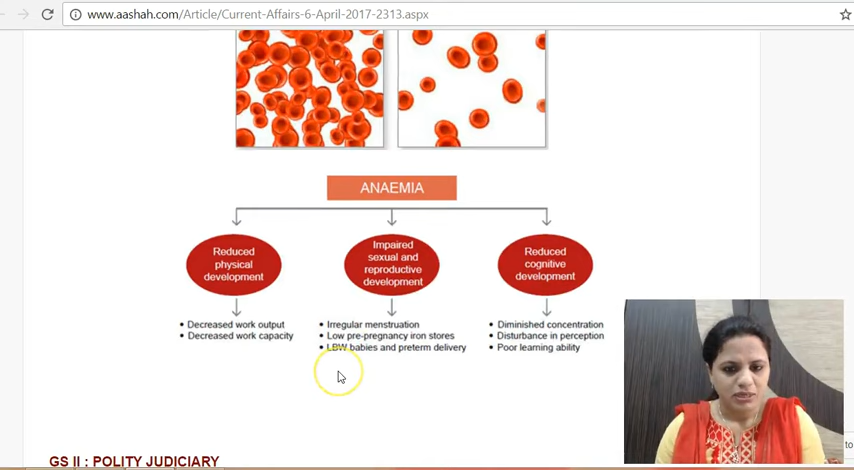 www.aashah.com/Article/Current-Affairs-6-April-2017-2313.aspx
ANAEMIA
Reduced
physical
development
Impaired
sexual and
reproductive
development
Reduced
cognitive
development
• Decreased work output
• Decreased work capacity
• Irregular menstruation
• Low pre-pregnancy iron stores
• LBW babies and preterm delivery
• Diminished concentration
• Disturbance in perception
• Poor learning ability
to
GS II : POLITY JUDICIARY